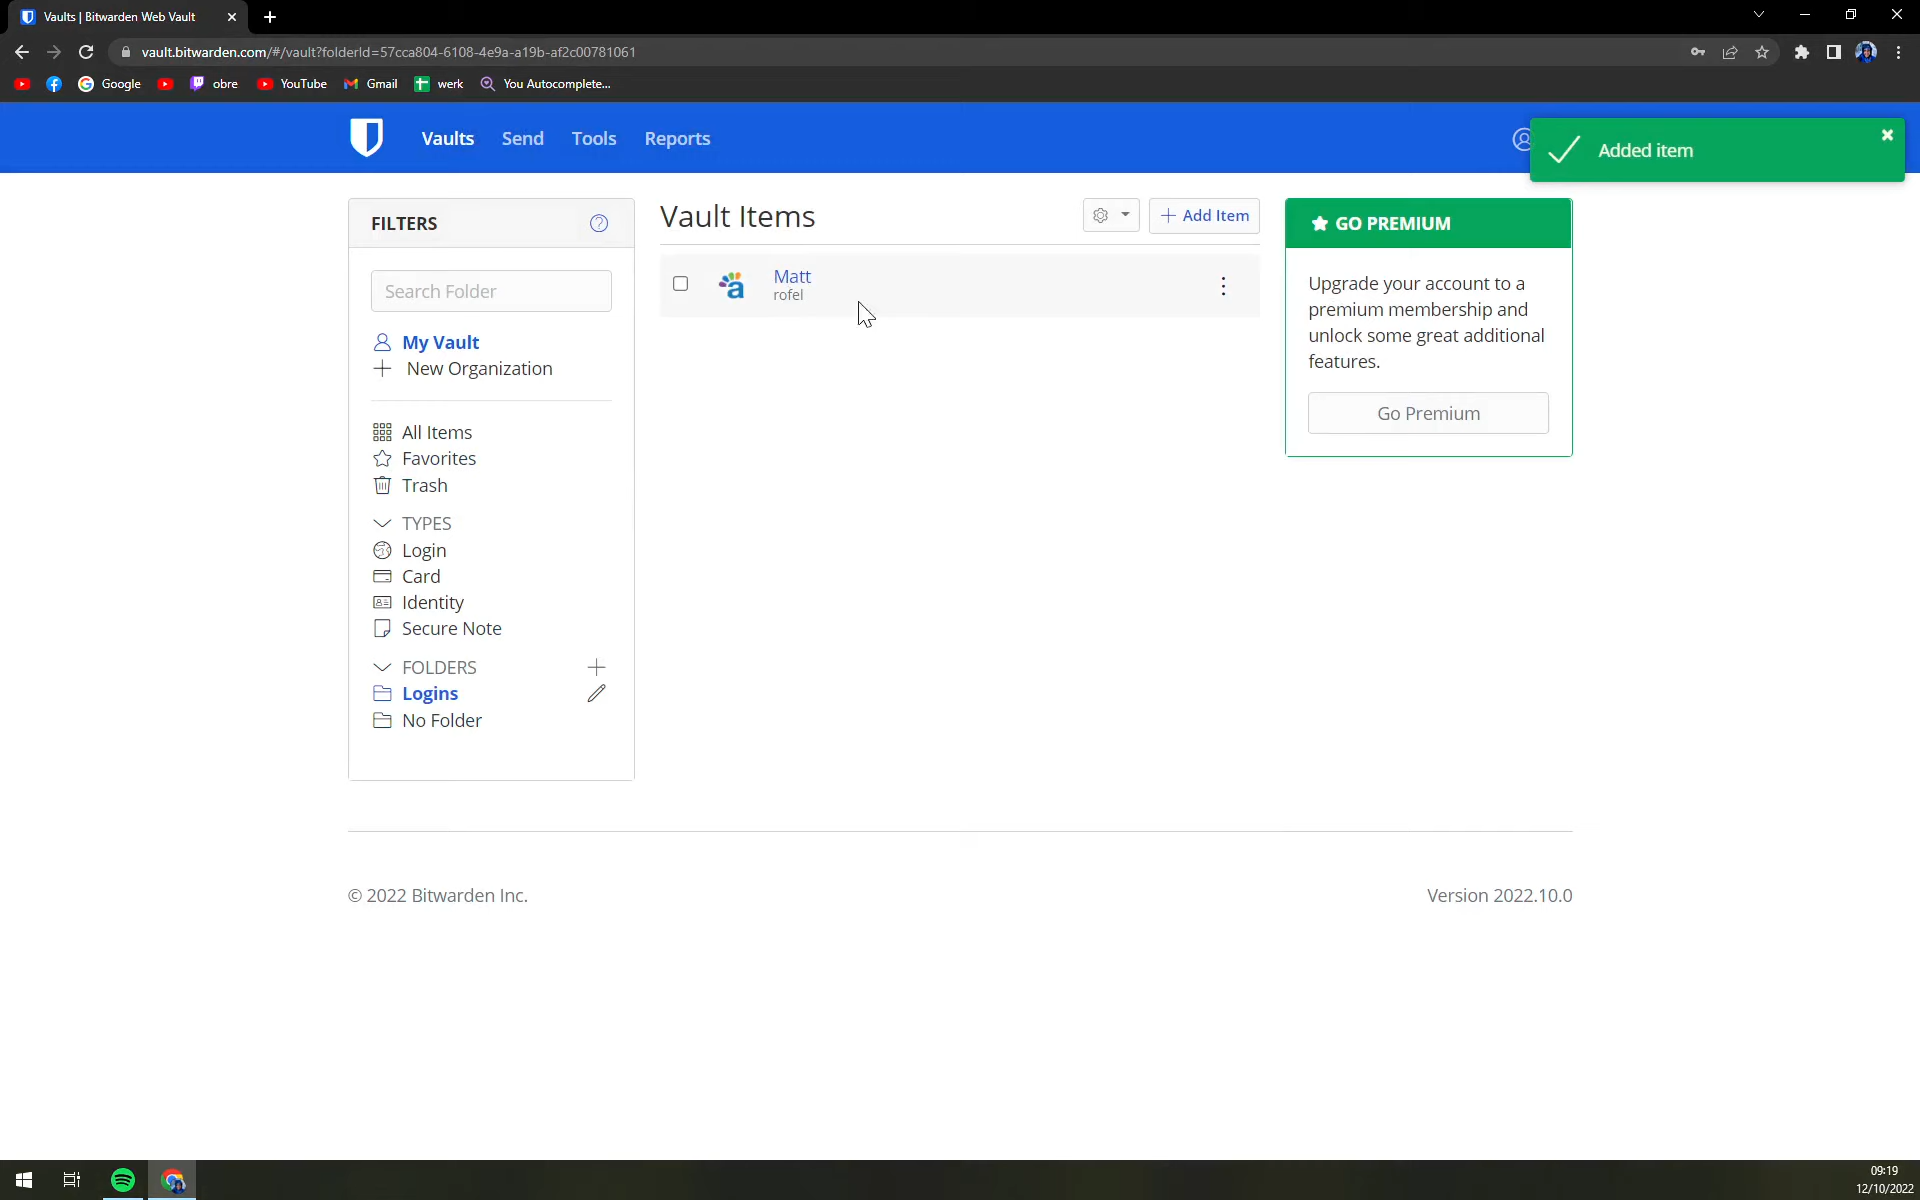 Vaults | Bitwarden Web Vault
vault.bitwarden.com/#/vault?folderId=57cca804-6108-4e9a-a19b-af2c00781061
Google
obre
YouTube
Gmail
werk
You Autocomplete...
Vaults
Send
Tools
Reports
Added item
FILTERS
Search Folder
My Vault
New Organization
All Items
Favorites
Trash
TYPES
Login
Card
Identity
Secure Note
FOLDERS
Logins
No Folder
Vault Items
Add Item
Matt
rofel
GO PREMIUM
Upgrade your account to a
premium membership and
unlock some great additional
features.
Go Premium
© 2022 Bitwarden Inc.
Version 2022.10.0
09:19
12/10/2022